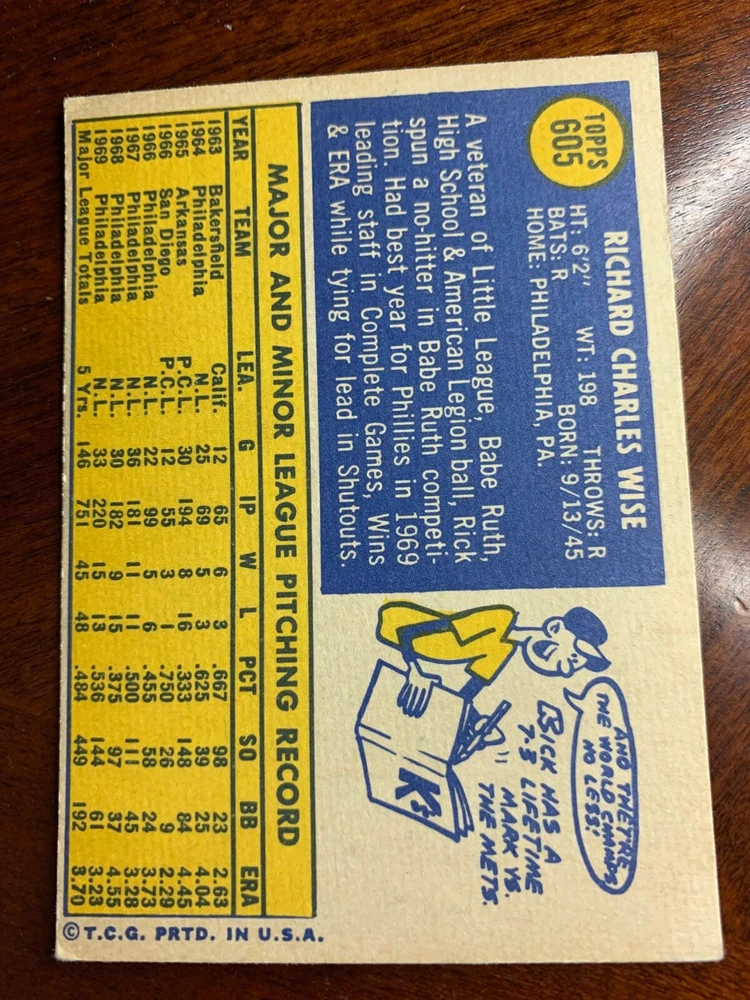 TOPPS
605
RICHARD CHARLES WISE
HT: 6'2" WT: 198 THROWS: R
BATS: R BORN: 9/13/45
HOME: PHILADELPHIA, PA.
A veteran of Little League, Babe Ruth,
High School & American Legion ball, Rick
spun a no-hitter in Babe Ruth competi-
tion. Had best year for Phillies in 1969
leading staff in Complete Games, Wins
& ERA while tying for lead in Shutouts.
AND THEY'RE
THE WORLD CHAMPS
NO LESS!
RICK HAS A
7-3 LIFETIME
MARK VS.
THE METS.
K's
MAJOR AND MINOR LEAGUE PITCHING RECORD
YEAR TEAM LEA. G IP W L PCT SO BB ERA
1963 Bakersfield Calif. 12 65 6 3 .667 98 23 2.63
1964 Philadelphia N.L. 25 69 5 3 .625 39 25 4.04
1965 Arkansas P.C.L. 30 194 8 16 .333 148 84 4.45
1966 San Diego P.C.L. 12 55 3 1 .750 26 9 2.29
1966 Philadelphia N.L. 22 99 5 6 .455 58 24 3.73
1967 Philadelphia N.L. 36 181 11 11 .500 111 45 3.28
1968 Philadelphia N.L. 30 182 9 15 .375 97 37 4.55
1969 Philadelphia N.L. 33 220 15 13 .536 144 61 3.23
Major League Totals 5 Yrs. 146 751 45 48 .484 449 192 3.70
© T.C.G. PRTD. IN U.S.A.